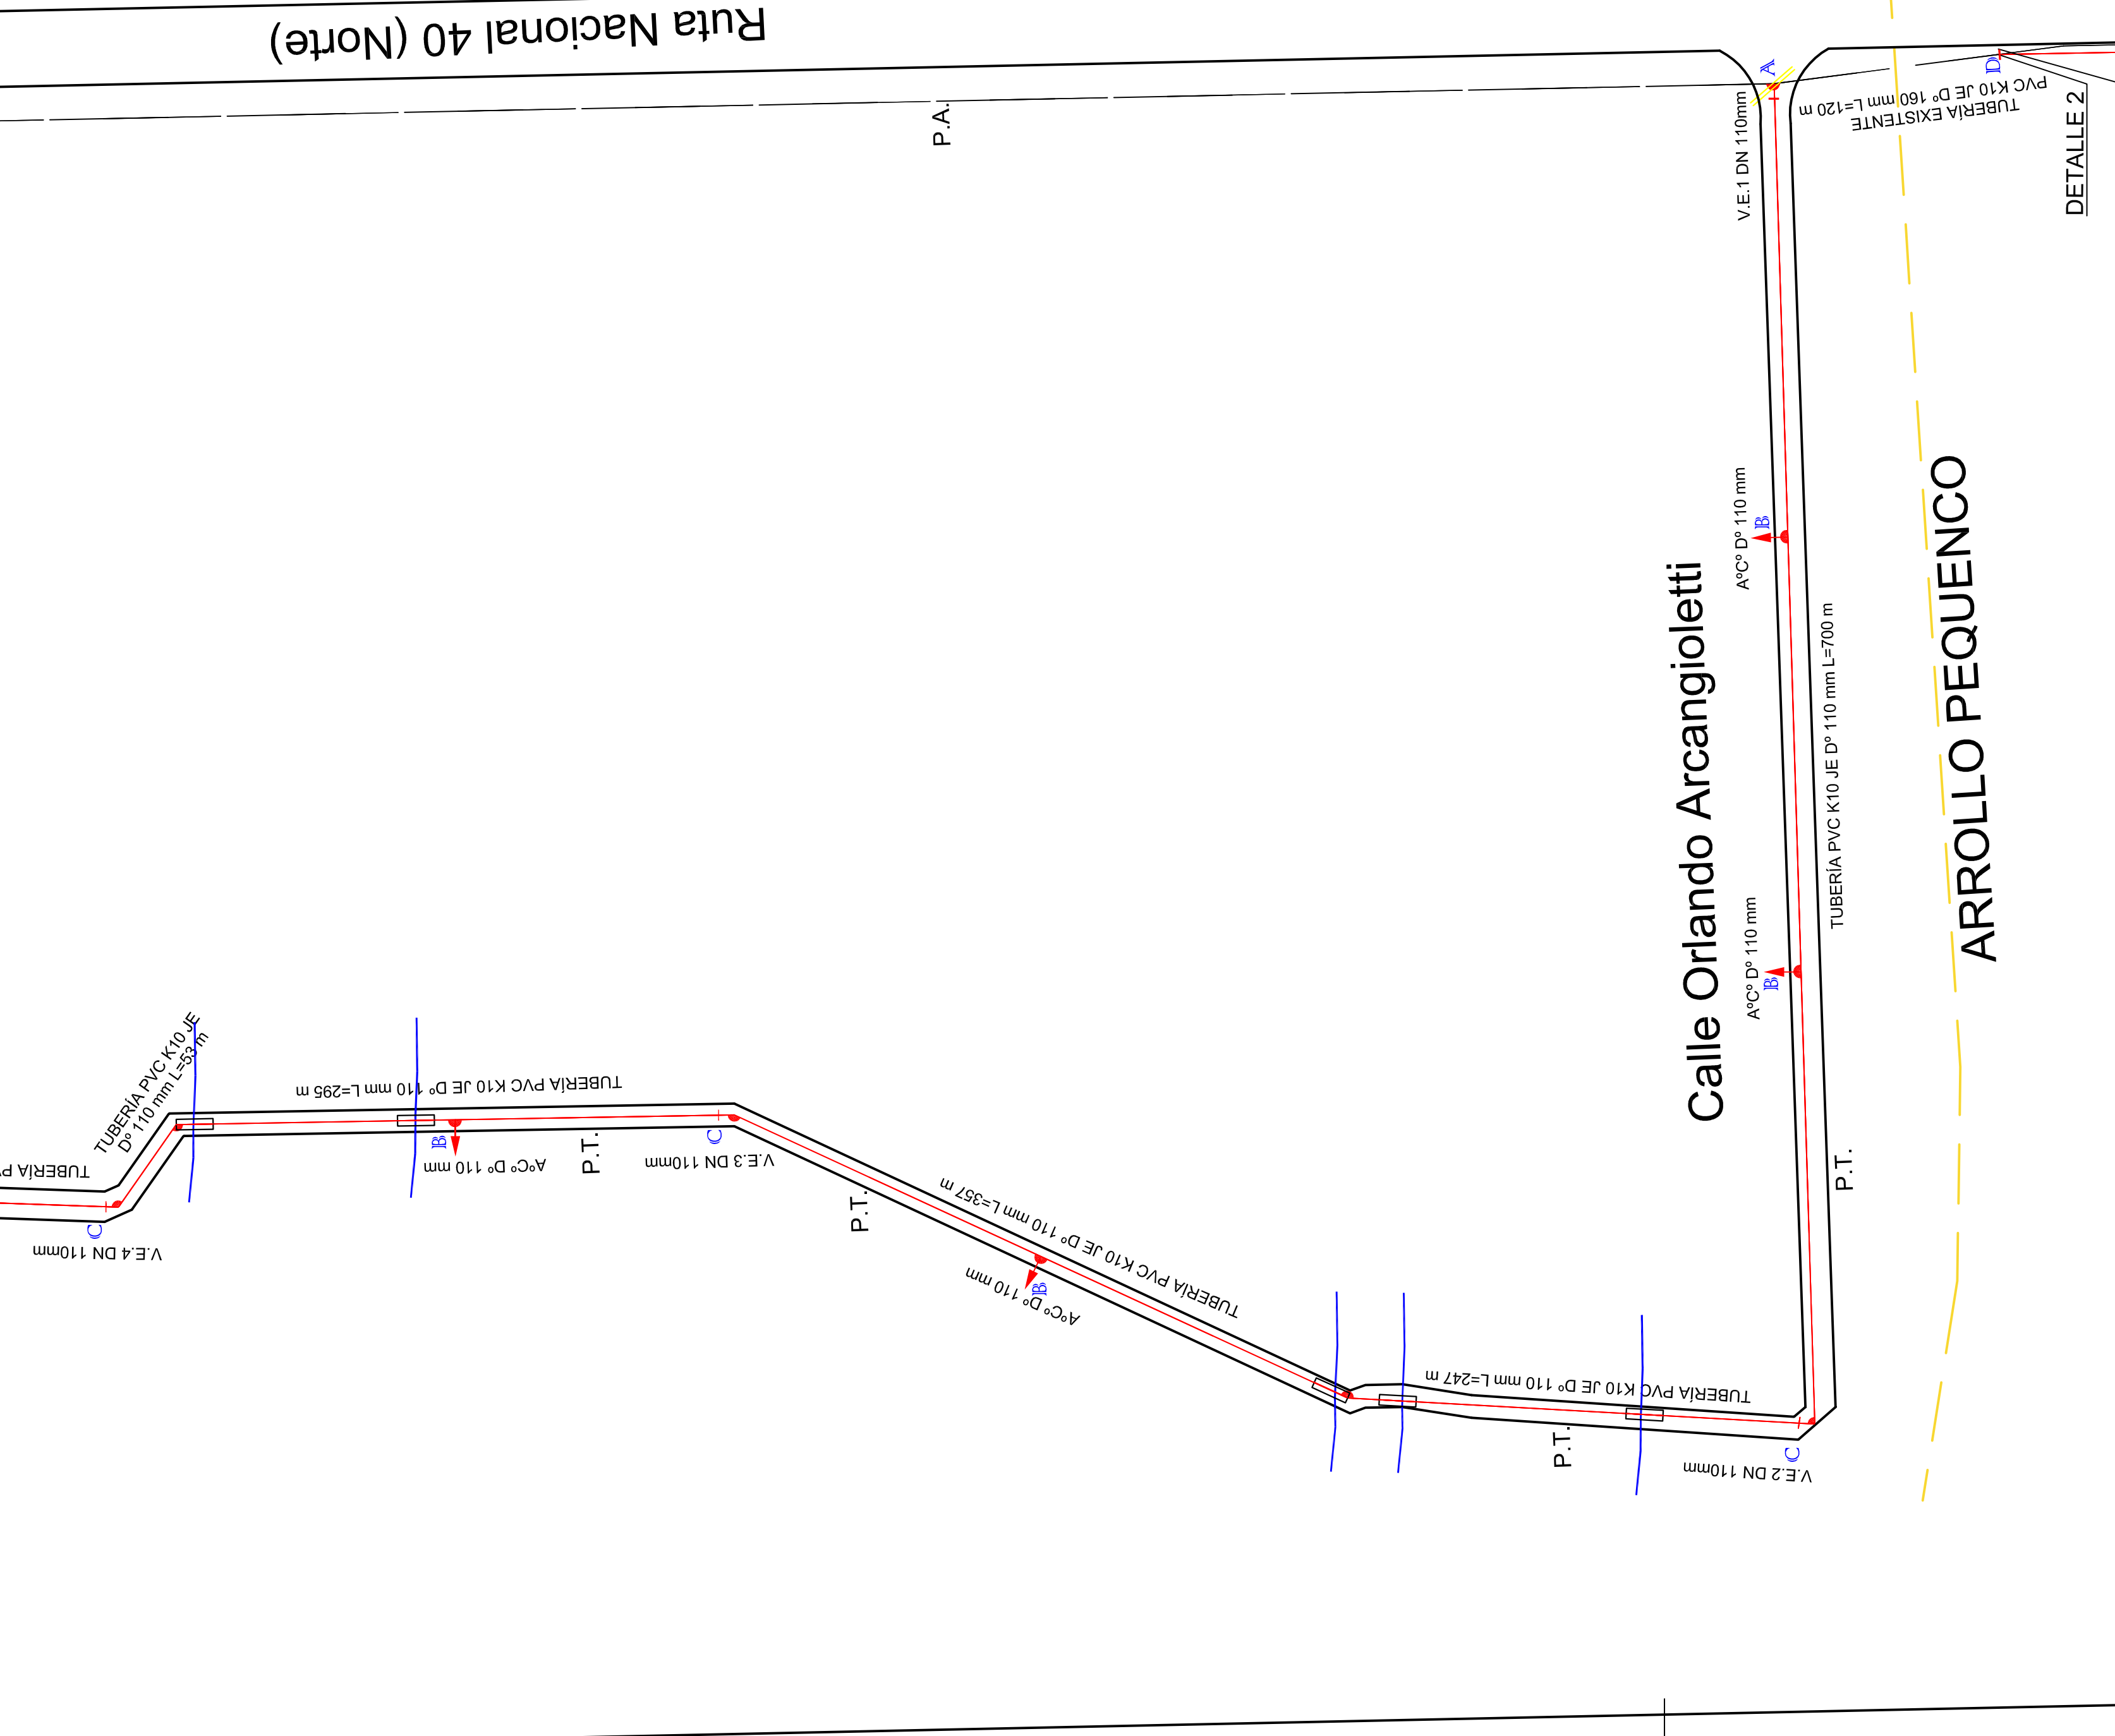 Ruta Nacional 40 (Norte)
P.A.
A
D
V.E.1 DN 110mm
TUBERÍA EXISTENTE
PVC K10 JE Dº 160 mm L=120 m
DETALLE 2
AºCº Dº 110 mm
B
Calle Orlando Arcangioletti
TUBERÍA PVC K10 JE Dº 110 mm L=700 m
ARROLLO PEQUENCO
AºCº Dº 110 mm
B
TUBERÍA PVC K10 JE
Dº 110 mm L=53 m
TUBERÍA PVC K10 JE Dº 110 mm L=295 m
B
AºCº Dº 110 mm
P.T.
C
V.E.3 DN 110mm
TUBERÍA
C
V.E.4 DN 110mm
P.T.
TUBERÍA PVC K10 JE Dº 110 mm L=357 m
B
AºCº Dº 110 mm
P.T.
TUBERÍA PVC K10 JE Dº 110 mm L=247 m
P.T.
C
V.E.2 DN 110mm